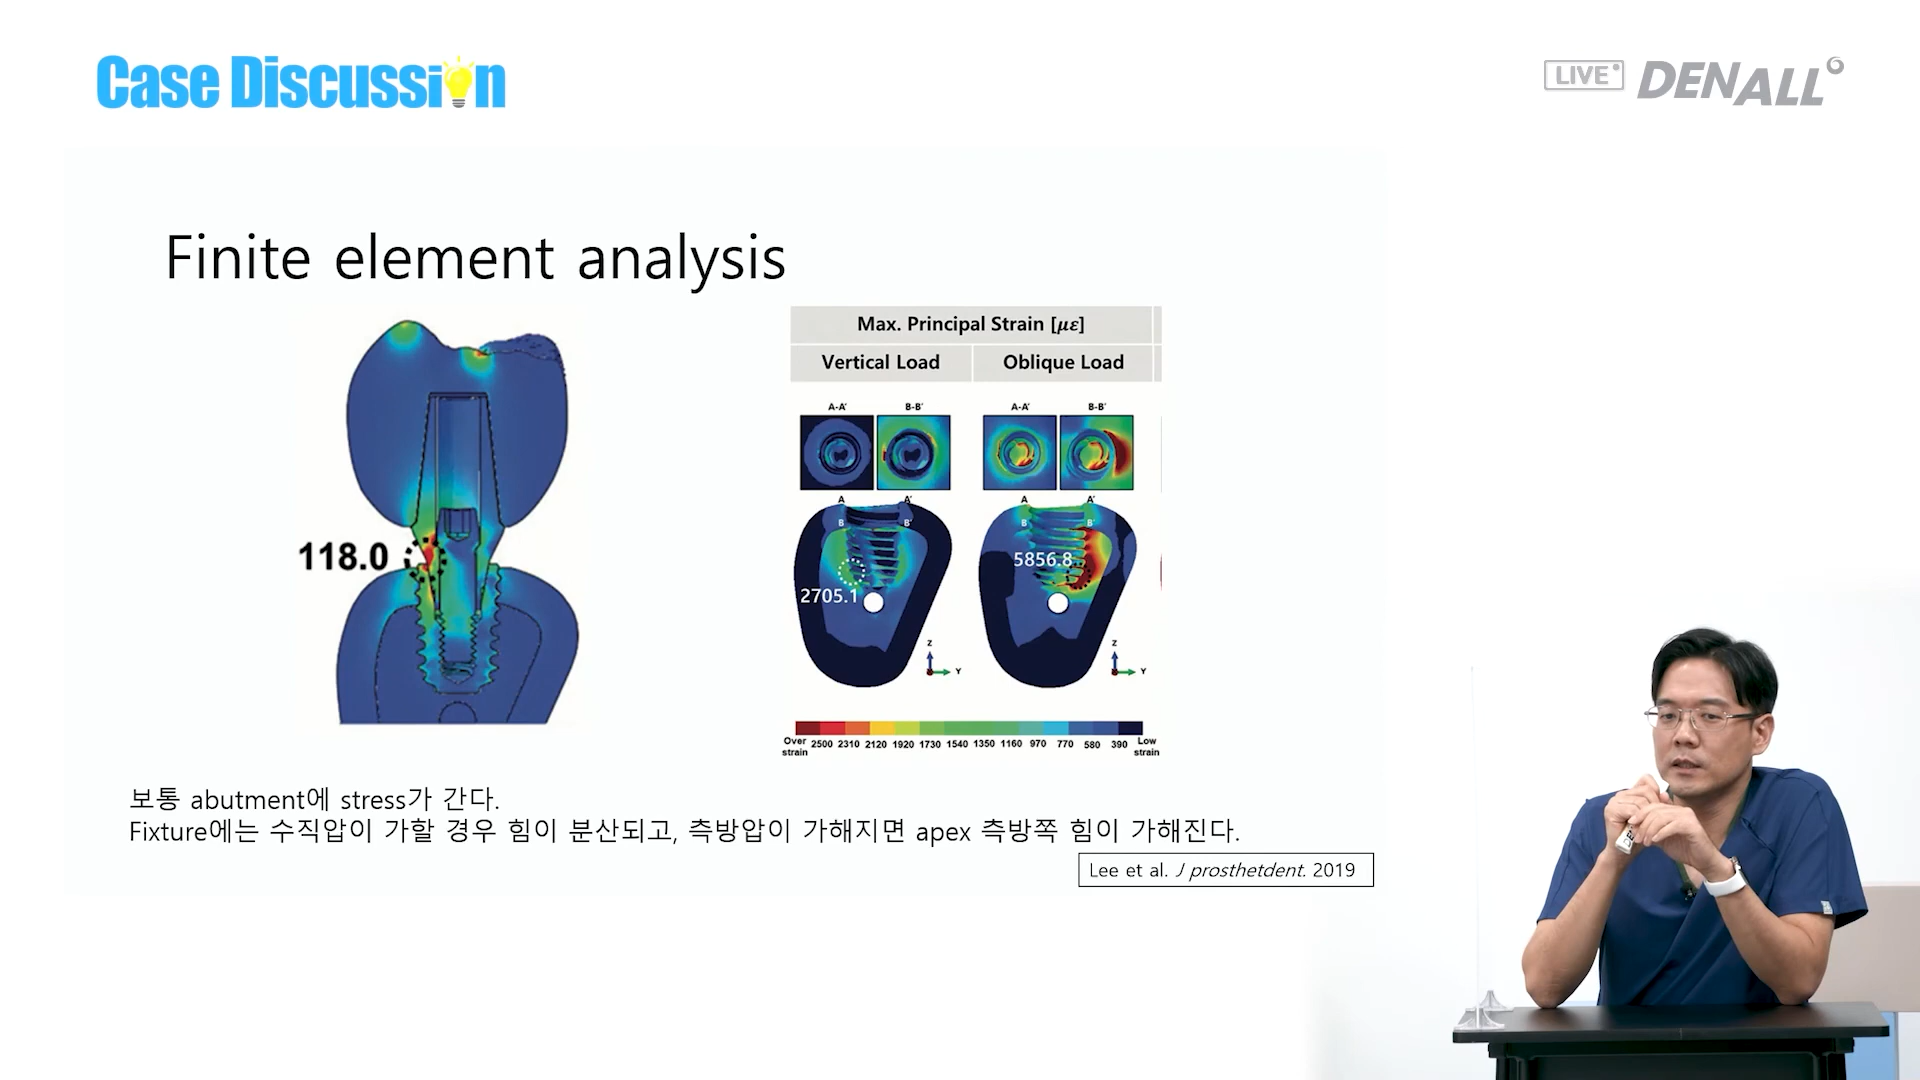 Case Discussion
LIVE DENALL
Finite element analysis
118.0
Max. Principal Strain [με]
Vertical Load Oblique Load
A-A' B-B' A-A' B-B'
A A' A A'
B B' B B'
5856.8
2705.1
Z Z
Y Y
Over strain 2500 2310 2120 1920 1730 1540 1350 1160 970 770 580 390 Low strain
보통 abutment에 stress가 간다.
Fixture에는 수직압이 가할 경우 힘이 분산되고, 측방압이 가해지면 apex 측방쪽 힘이 가해진다.
Lee et al. J prosthetdent. 2019